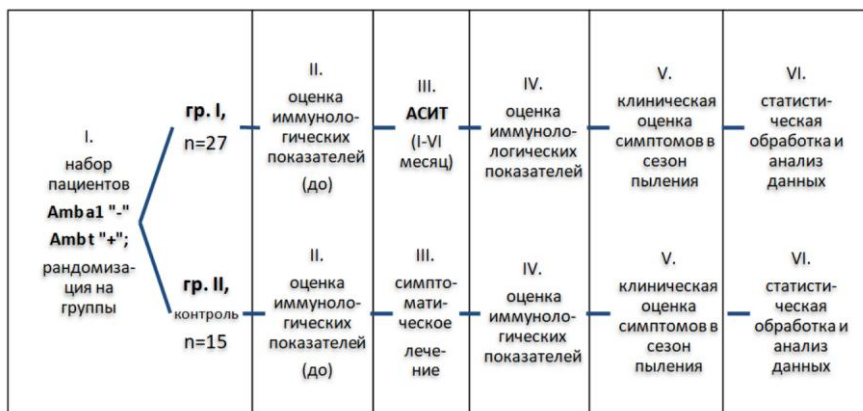 I.
набор
пациентов
Amba1 "-"
Ambt "+";
рандомиза-
ция на
группы
гр. I,
n=27
II.
оценка
иммуноло-
гических
показателей
(до)
III.
АСИТ
(I-VI
месяц)
IV.
оценка
иммуноло-
логических
показателей
V.
клиническая
оценка
симптомов в
сезон
пыления
VI.
статисти-
ческая
обработка и
анализ
данных
гр. II,
контроль
n=15
II.
оценка
иммуноло-
гических
показателей
(до)
III.
симпто-
мати-
ческое
лече-
ние
IV.
оценка
иммуноло-
гических
показателей
V.
клиническая
оценка
симптомов в
сезон
пыления
VI.
статисти-
ческая
обработка и
анализ
данных